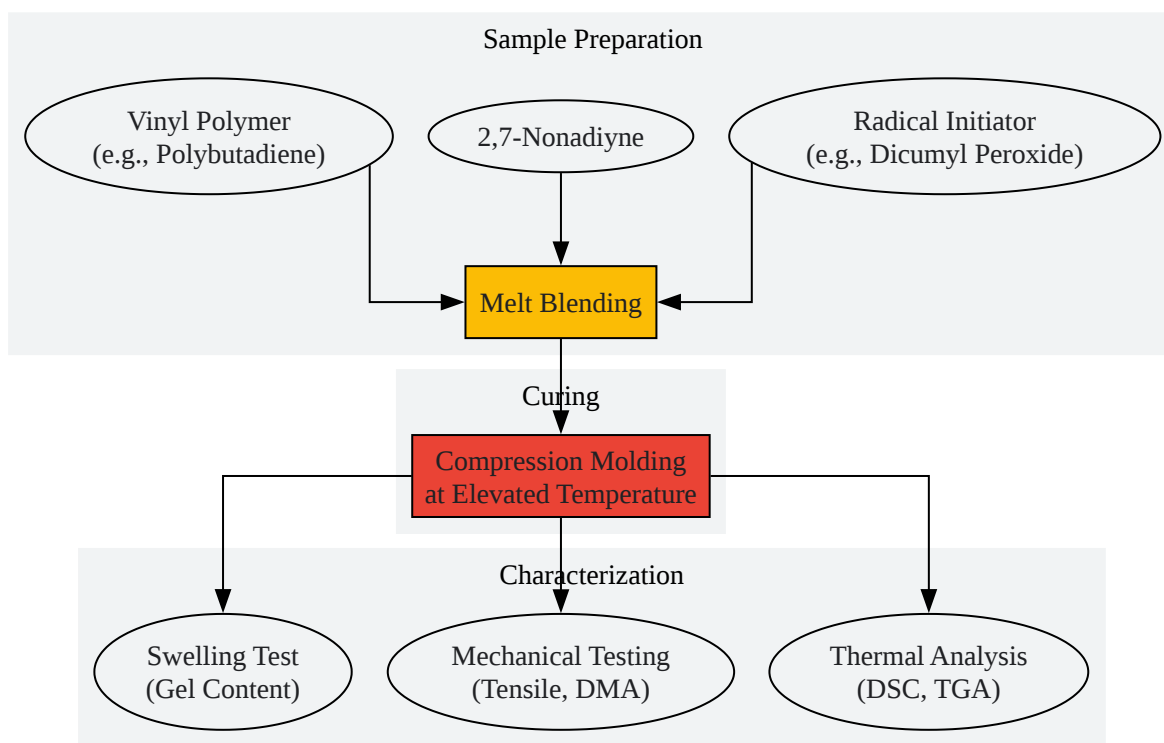 Sample Preparation
Vinyl Polymer
(e.g., Polybutadiene)
2,7-Nonadiyne
Radical Initiator
(e.g., Dicumyl Peroxide)
Melt Blending
Curing
Compression Molding
at Elevated Temperature
Characterization
Swelling Test
(Gel Content)
Mechanical Testing
(Tensile, DMA)
Thermal Analysis
(DSC, TGA)